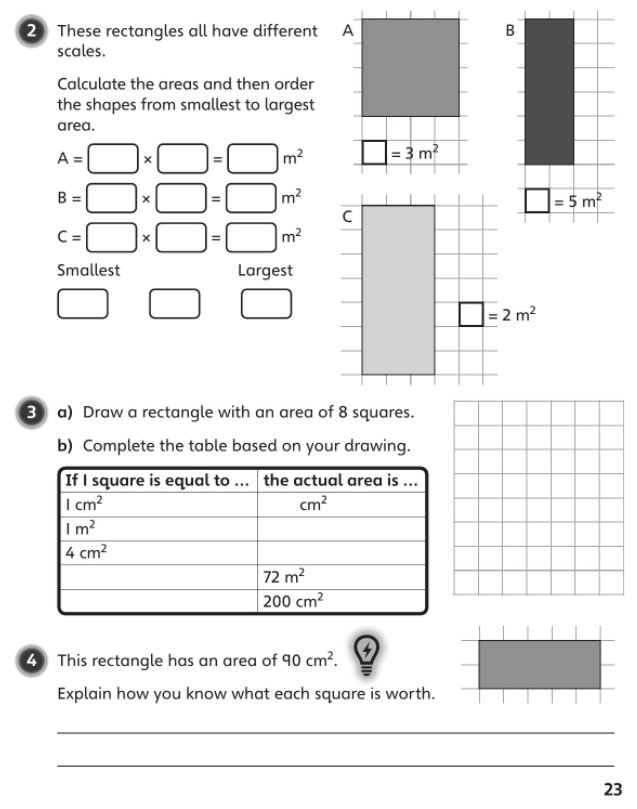 2 These rectangles all have different
scales.
Calculate the areas and then order
the shapes from smallest to largest
area.
A = × = m²
B = × = m²
C = × = m²
Smallest Largest
A
= 3 m²
B
= 5 m²
C
= 2 m²
3 a) Draw a rectangle with an area of 8 squares.
b) Complete the table based on your drawing.
If 1 square is equal to … the actual area is …
1 cm² cm²
1 m²
4 cm²
72 m²
200 cm²
4 This rectangle has an area of 90 cm².
Explain how you know what each square is worth.
23